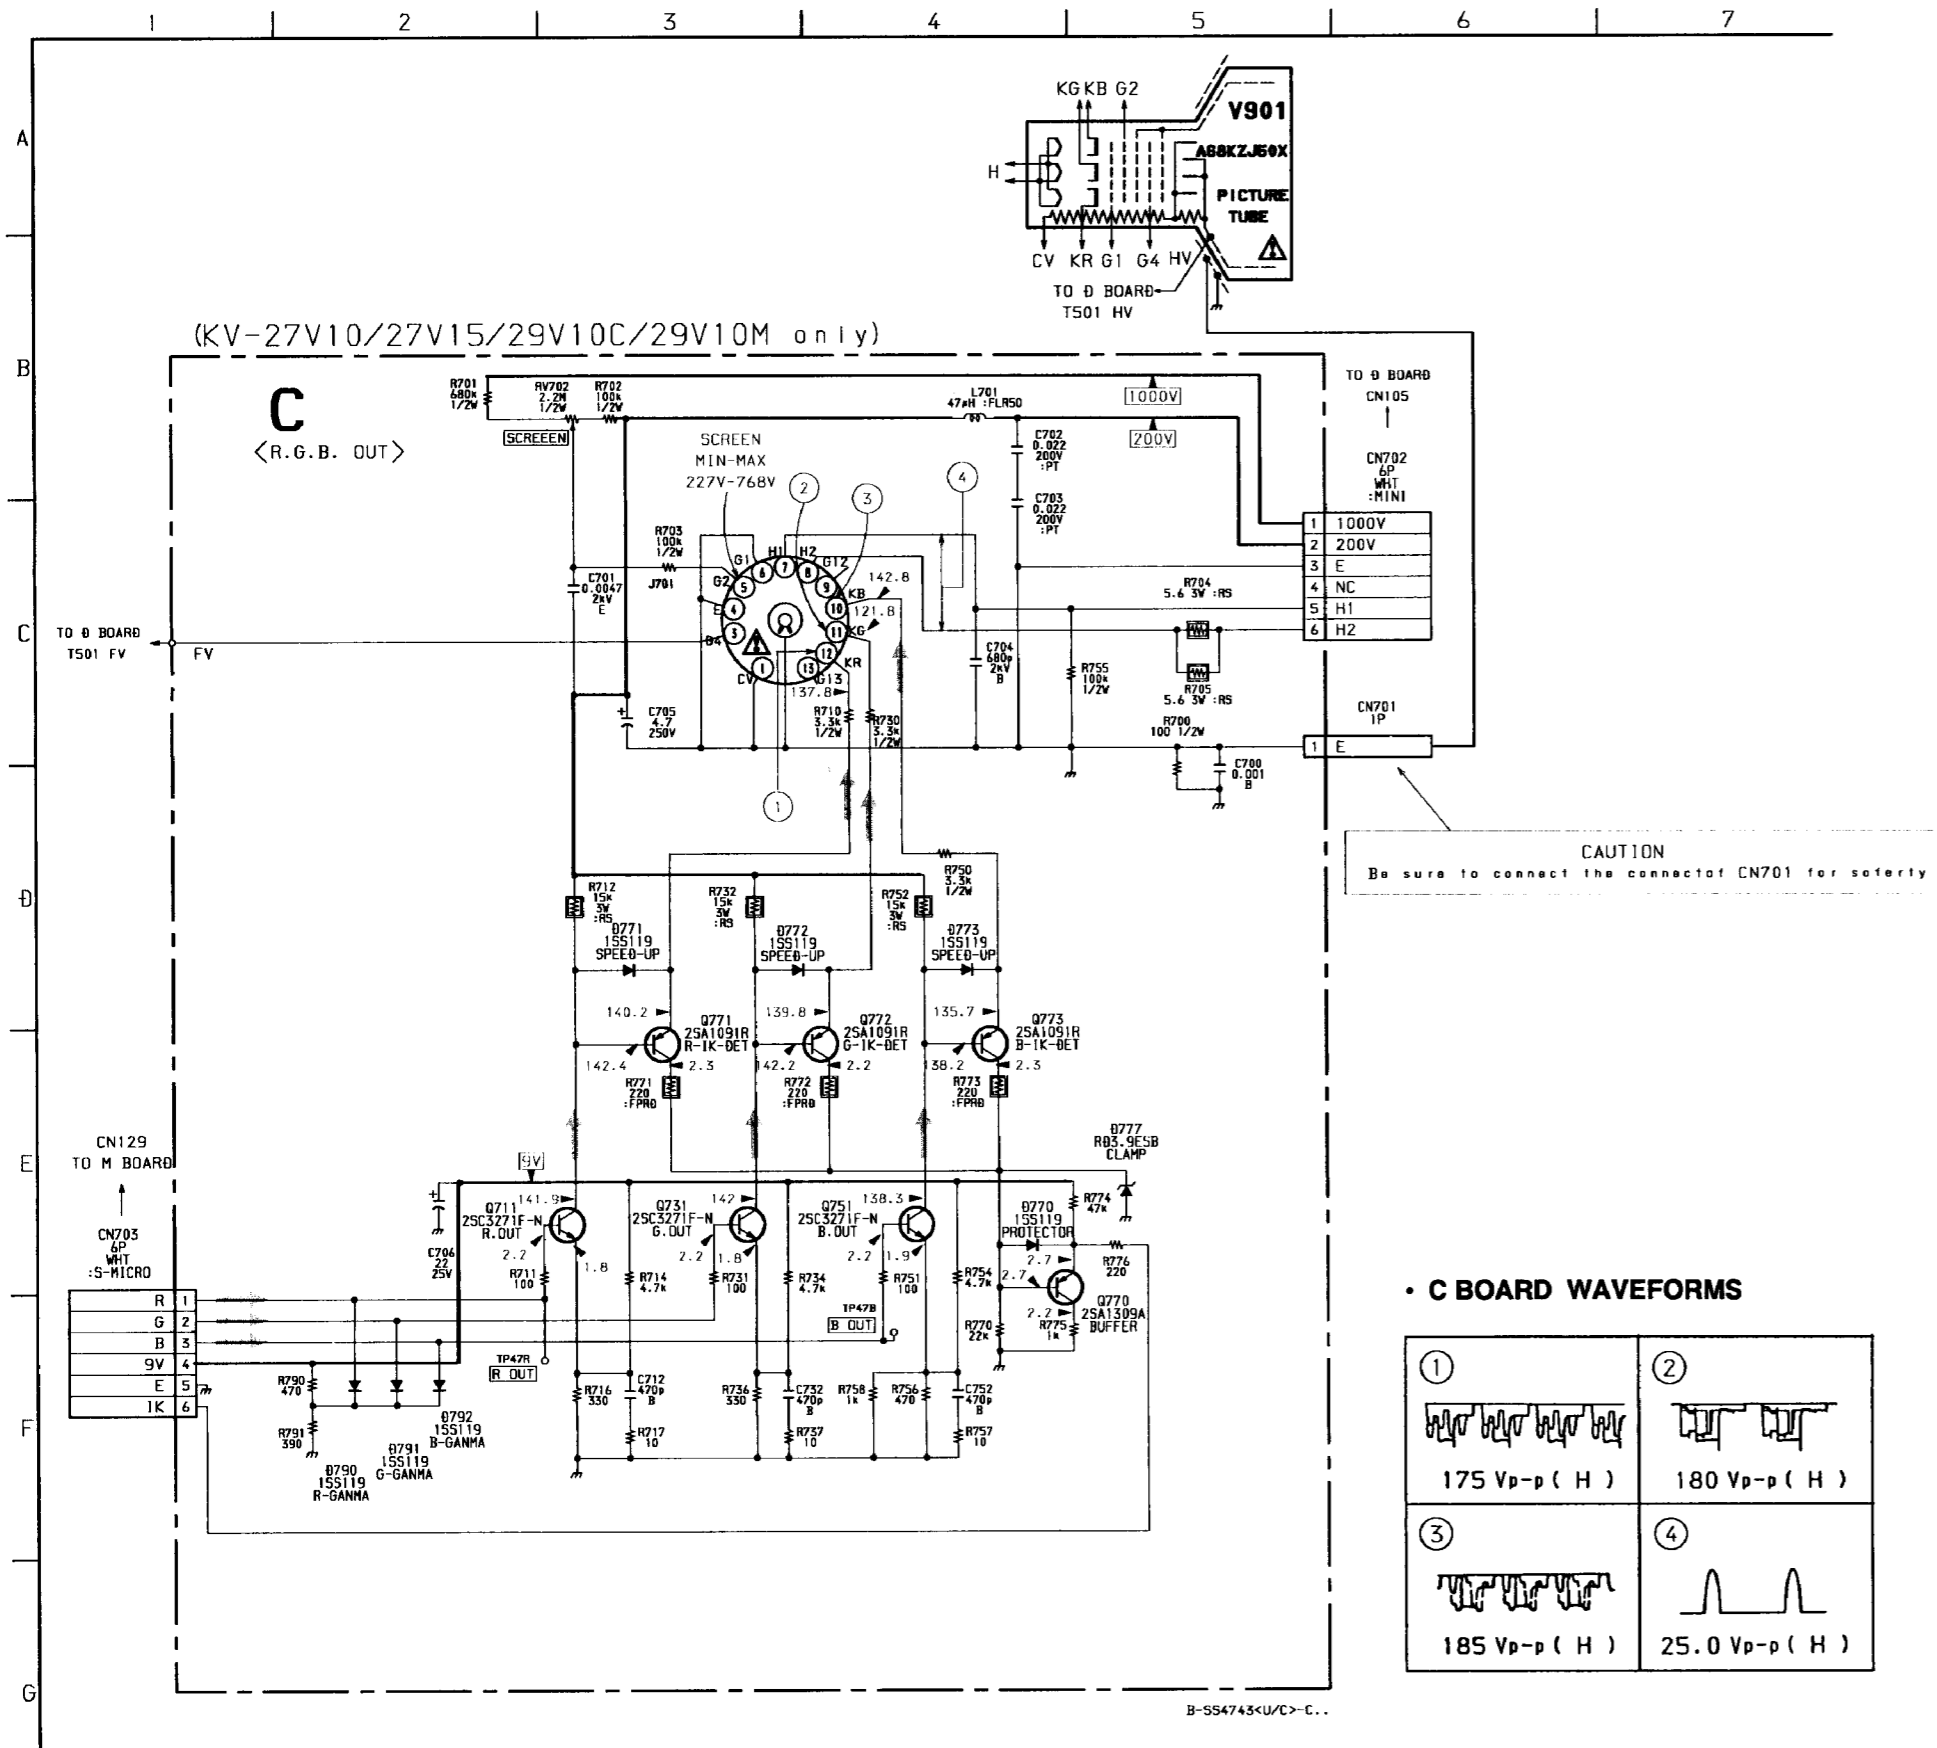 1 2 3 4 5 6 7
A
B
C
D
E
F
G
KG KB G2
V901
A68KZJ50X
PICTURE
TUBE
H
CV KR G1 G4 HV
TO D BOARD
T501 HV
(KV-27V10/27V15/29V10C/29V10M only)
C
<R.G.B. OUT>
R701
680k
1/2W
RV702
2.2M
1/2W
R702
100k
1/2W
SCREEEN
L701
47µH :FLR50
1000V
200V
TO D BOARD
CN105
CN702
6P
WHT
:MINI
1 1000V
2 200V
3 E
4 NC
5 H1
6 H2
SCREEN
MIN-MAX
227V-768V
2
3
4
C702
0.022
200V
:PT
C703
0.022
200V
:PT
R703
100k
1/2W
J701
C701
0.0047
2kV
E
G1 H1 H2 G12
G2 E G4 CV
KB KG KR G13
1 3 4 5 6 7 8 9 10 11 12 13
142.8
121.8
137.8
R704
5.6 3W :RS
R705
5.6 3W :RS
TO D BOARD
T501 FV
FV
C704
680p
2kV
B
R755
100k
1/2W
C705
4.7
250V
R710
3.3k
1/2W
R730
3.3k
1/2W
R700
100 1/2W
C700
0.001
B
CN701
1P
1 E
1
CAUTION
Be sure to connect the connectof CN701 for soferty
R750
3.3k
1/2W
R712
15k
3W
:RS
R732
15k
3W
:RS
R752
15k
3W
:RS
D771
1SS119
SPEED-UP
D772
1SS119
SPEED-UP
D773
1SS119
SPEED-UP
140.2
139.8
135.7
Q771
2SA1091R
R-IK-DET
Q772
2SA1091R
G-IK-DET
Q773
2SA1091R
B-IK-DET
142.4 2.3
142.2 2.2
138.2 2.3
R771
220
:FPRD
R772
220
:FPRD
R773
220
:FPRD
CN129
TO M BOARD
CN703
6P
WHT
:S-MICRO
R 1
G 2
B 3
9V 4
E 5
IK 6
9V
D777
RD3.9ESB
CLAMP
141.9
142
138.3
Q711
2SC3271F-N
R.OUT
Q731
2SC3271F-N
G.OUT
Q751
2SC3271F-N
B.OUT
D770
1SS119
PROTECTOR
R774
47k
C706
22
25V
2.2 1.8
2.2 1.8
2.2 1.9
2.7
2.7
2.2
R711
100
R714
4.7k
R731
100
R734
4.7k
R751
100
R754
4.7k
R776
220
Q770
2SA1309A
BUFFER
R770
22k
R775
1k
TP47B
B OUT
TP47R
R OUT
R790
470
R791
390
D790
1SS119
R-GANMA
D791
1SS119
G-GANMA
D792
1SS119
B-GANMA
R716
330
C712
470p
B
R717
10
R736
330
C732
470p
B
R737
10
R758
1k
R756
470
C752
470p
B
R757
10
• C BOARD WAVEFORMS
1
175 Vp-p ( H )
2
180 Vp-p ( H )
3
185 Vp-p ( H )
4
25.0 Vp-p ( H )
B-SS4743<U/C>-C..